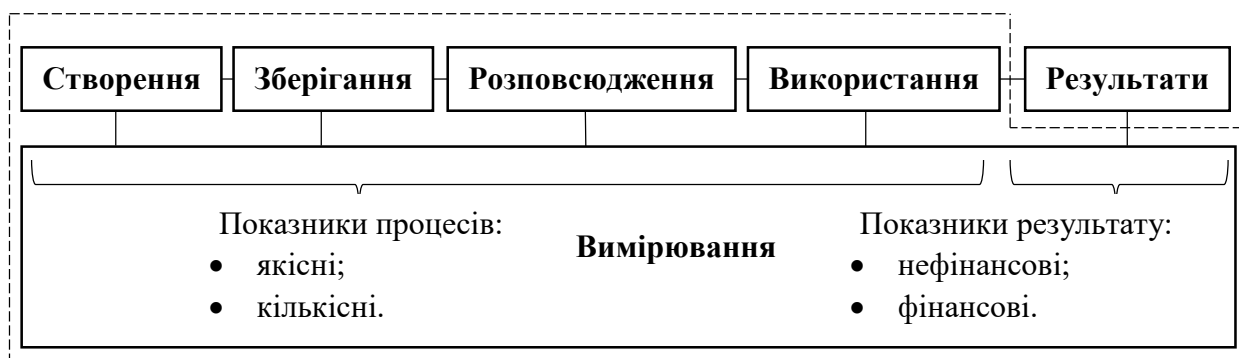 Створення Зберігання Розповсюдження Використання Результати
Показники процесів:
• якісні;
• кількісні.
Вимірювання
Показники результату:
• нефінансові;
• фінансові.